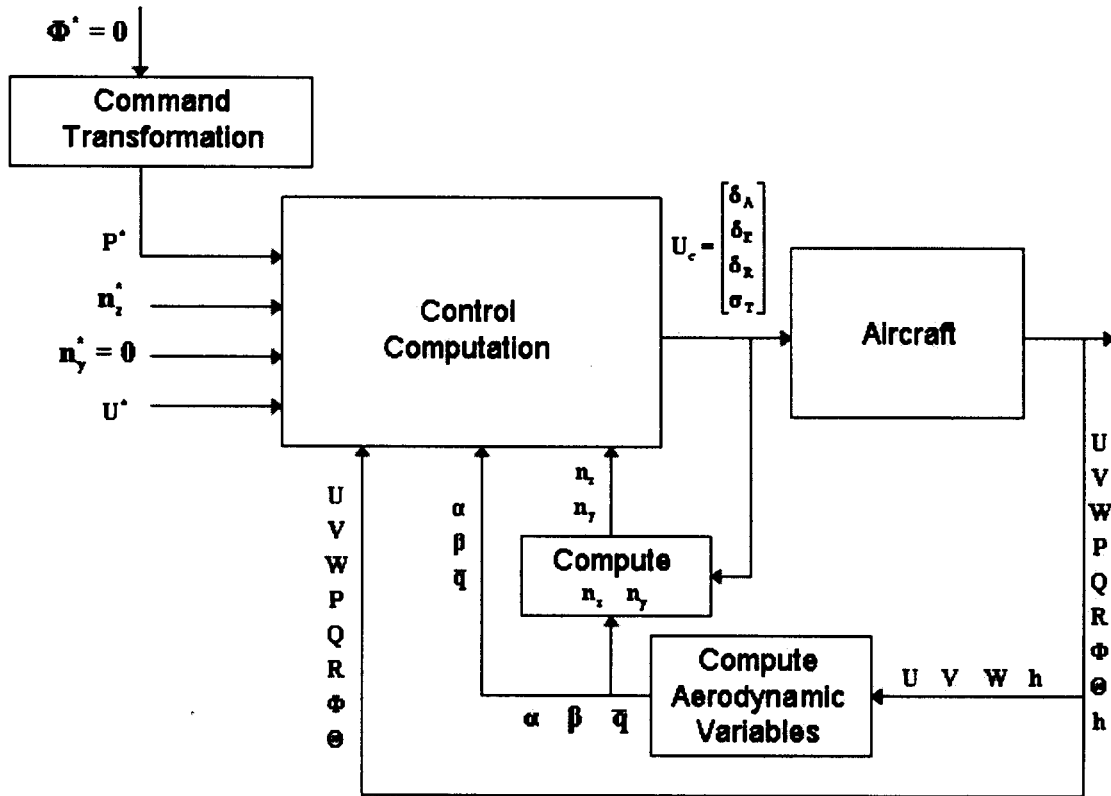 Φ* = 0
Command
Transformation
P*
n*z
n*y = 0
U*
Control
Computation
Uc = [δA δE δR σT]
Aircraft
U
V
W
P
Q
R
Φ
Θ
h
U
V
W
P
Q
R
Φ
Θ
α
β
q̄
nz
ny
Compute
nz ny
Compute
Aerodynamic
Variables
α β q̄
U V W h